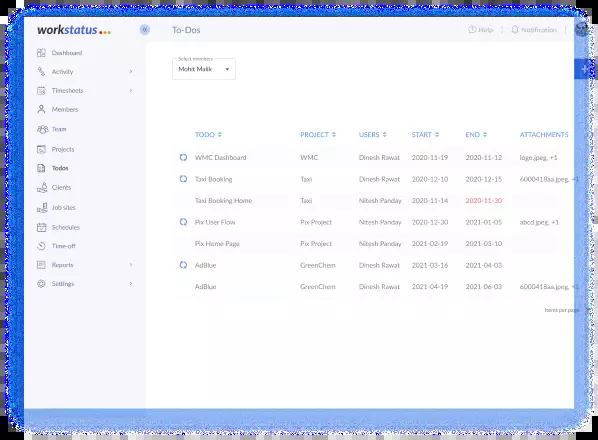 workstatus
To-Dos
Help
Notification
Dashboard
Activity
Timesheets
Members
Team
Projects
Todos
Clients
Job sites
Schedules
Time-off
Reports
Settings
Select members
Mohit Malik
TODO PROJECT USERS START END ATTACHMENTS
WMC Dashboard WMC Dinesh Rawat 2020-11-19 2020-11-12 logo.jpeg, +1
Taxi Booking Taxi Dinesh Rawat 2020-12-10 2020-12-15 6000418aa.jpeg, +1
Taxi Booking Home Taxi Nitesh Panday 2020-11-14 2020-11-30
Pix User Flow Pix Project Nitesh Panday 2020-12-30 2021-01-05 abcd.jpeg, +1
Pix Home Page Pix Project Nitesh Panday 2021-02-19 2021-03-10
AdBlue GreenChem Dinesh Rawat 2021-03-16 2021-04-03
AdBlue GreenChem Dinesh Rawat 2021-04-19 2021-06-03 6000418aa.jpeg, +1
Items per page